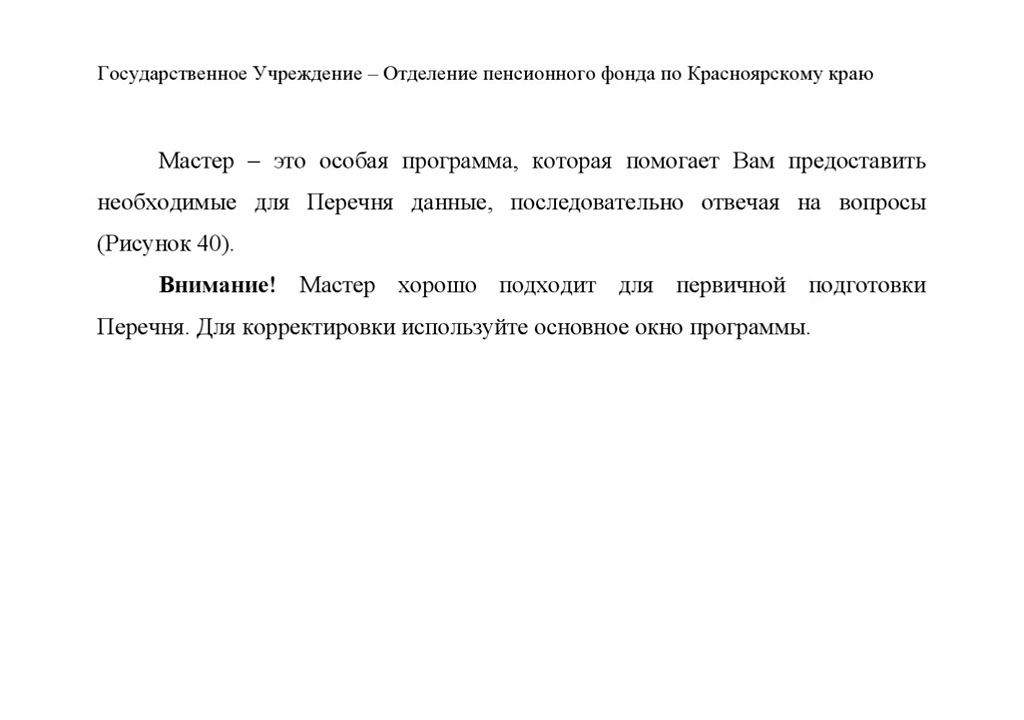 Государственное Учреждение – Отделение пенсионного фонда по Красноярскому краю
Мастер – это особая программа, которая помогает Вам предоставить
необходимые для Перечня данные, последовательно отвечая на вопросы
(Рисунок 40).
Внимание! Мастер хорошо подходит для первичной подготовки
Перечня. Для корректировки используйте основное окно программы.